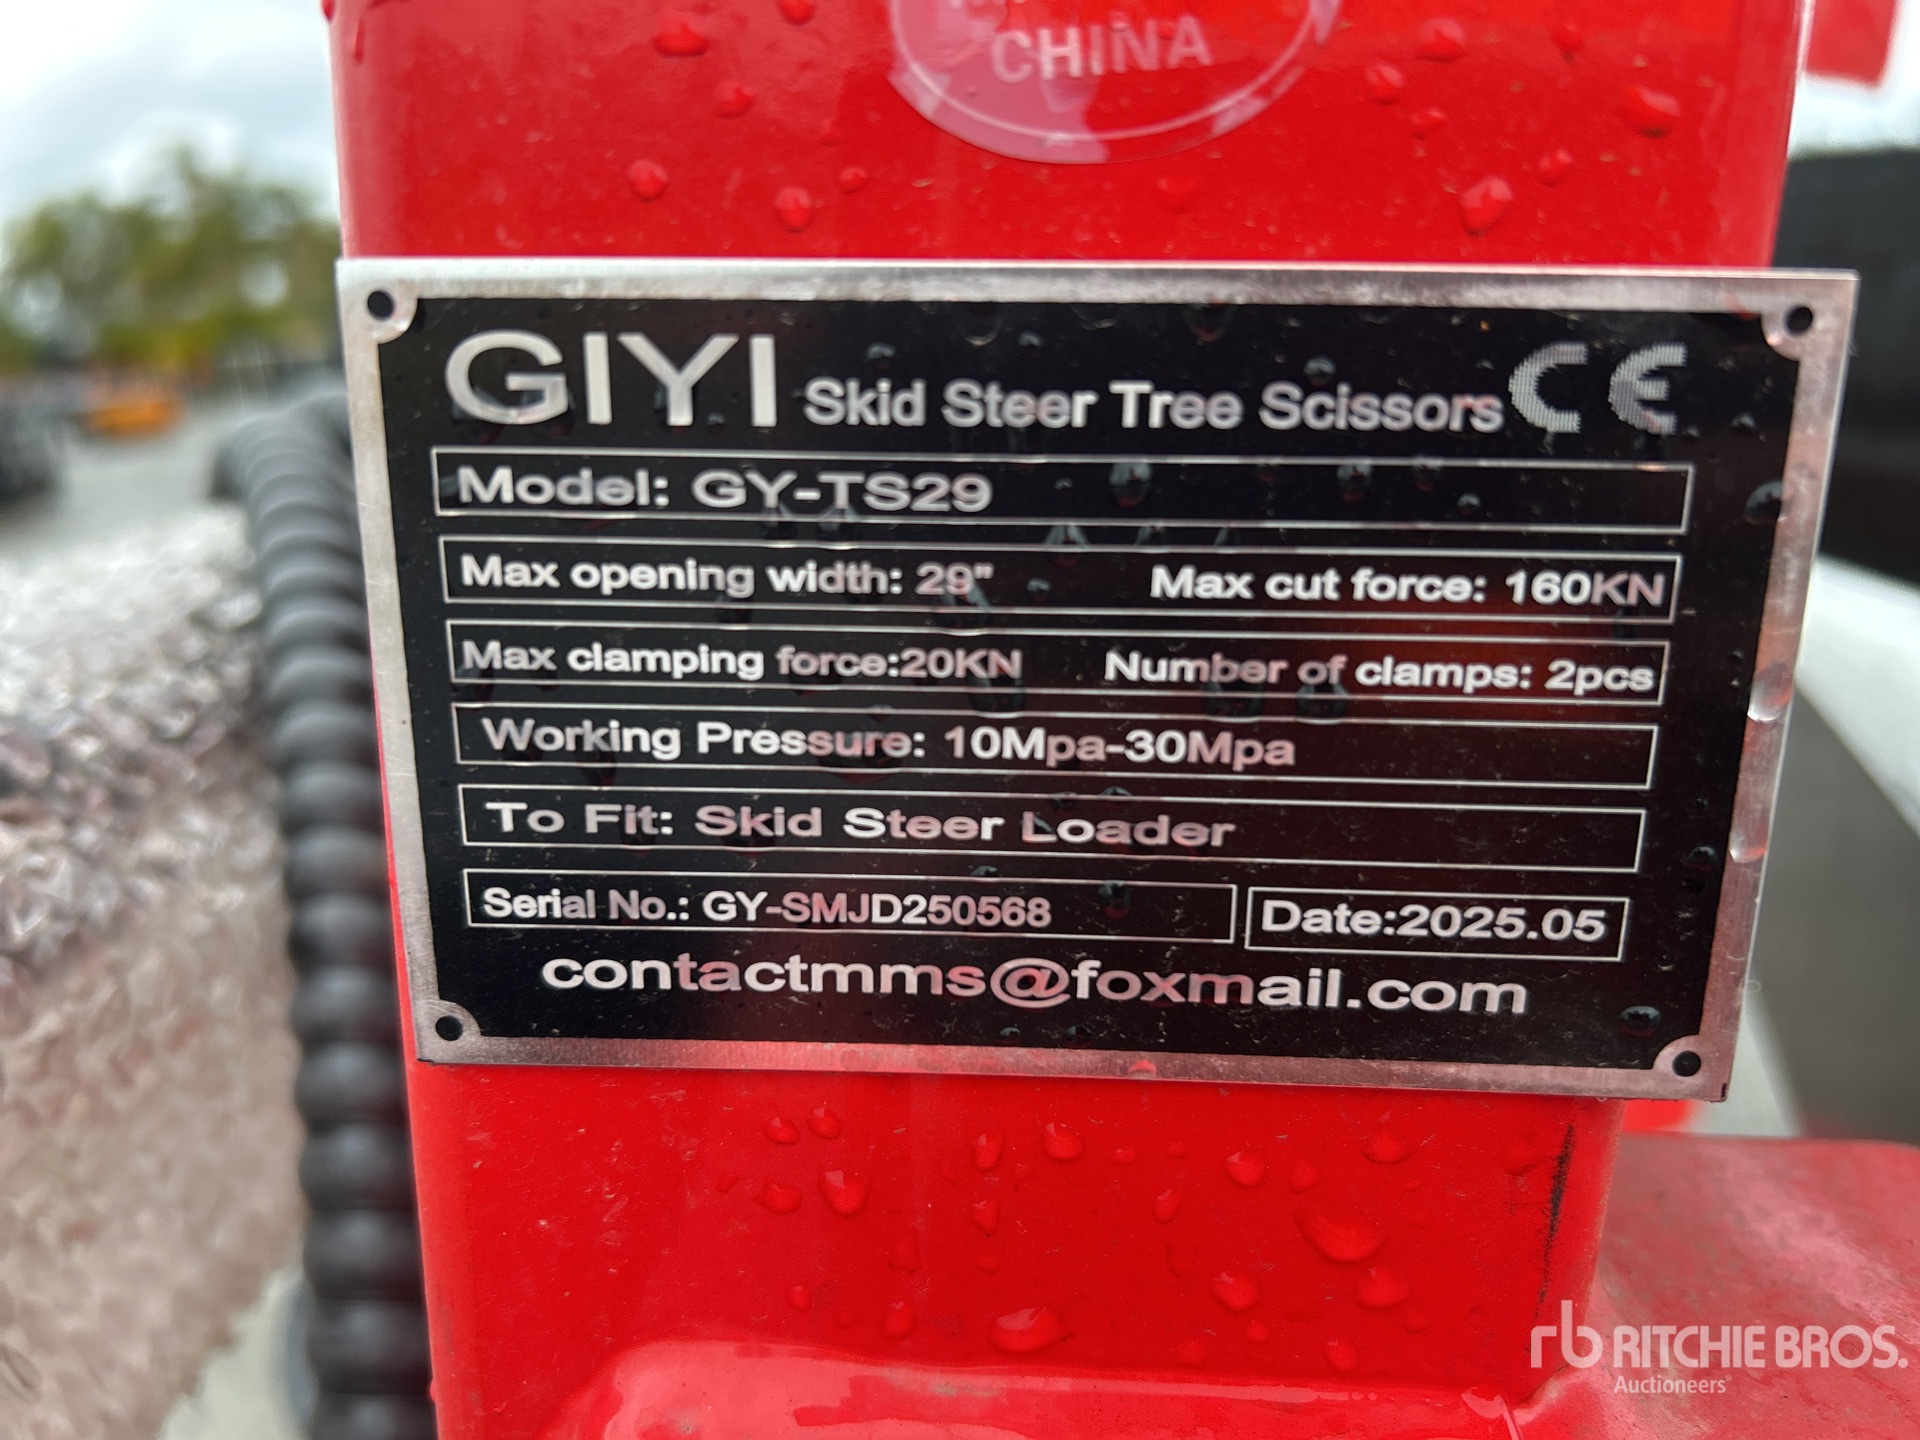 CHINA
GIYI Skid Steer Tree Scissors CE
Model: GY-TS29
Max opening width: 29" Max cut force: 160KN
Max clamping force:20KN Number of clamps: 2pcs
Working Pressure: 10Mpa-30Mpa
To Fit: Skid Steer Loader
Serial No.: GY-SMJD250568 Date:2025.05
contactmms@foxmail.com
rb RITCHIE BROS.
Auctioneers